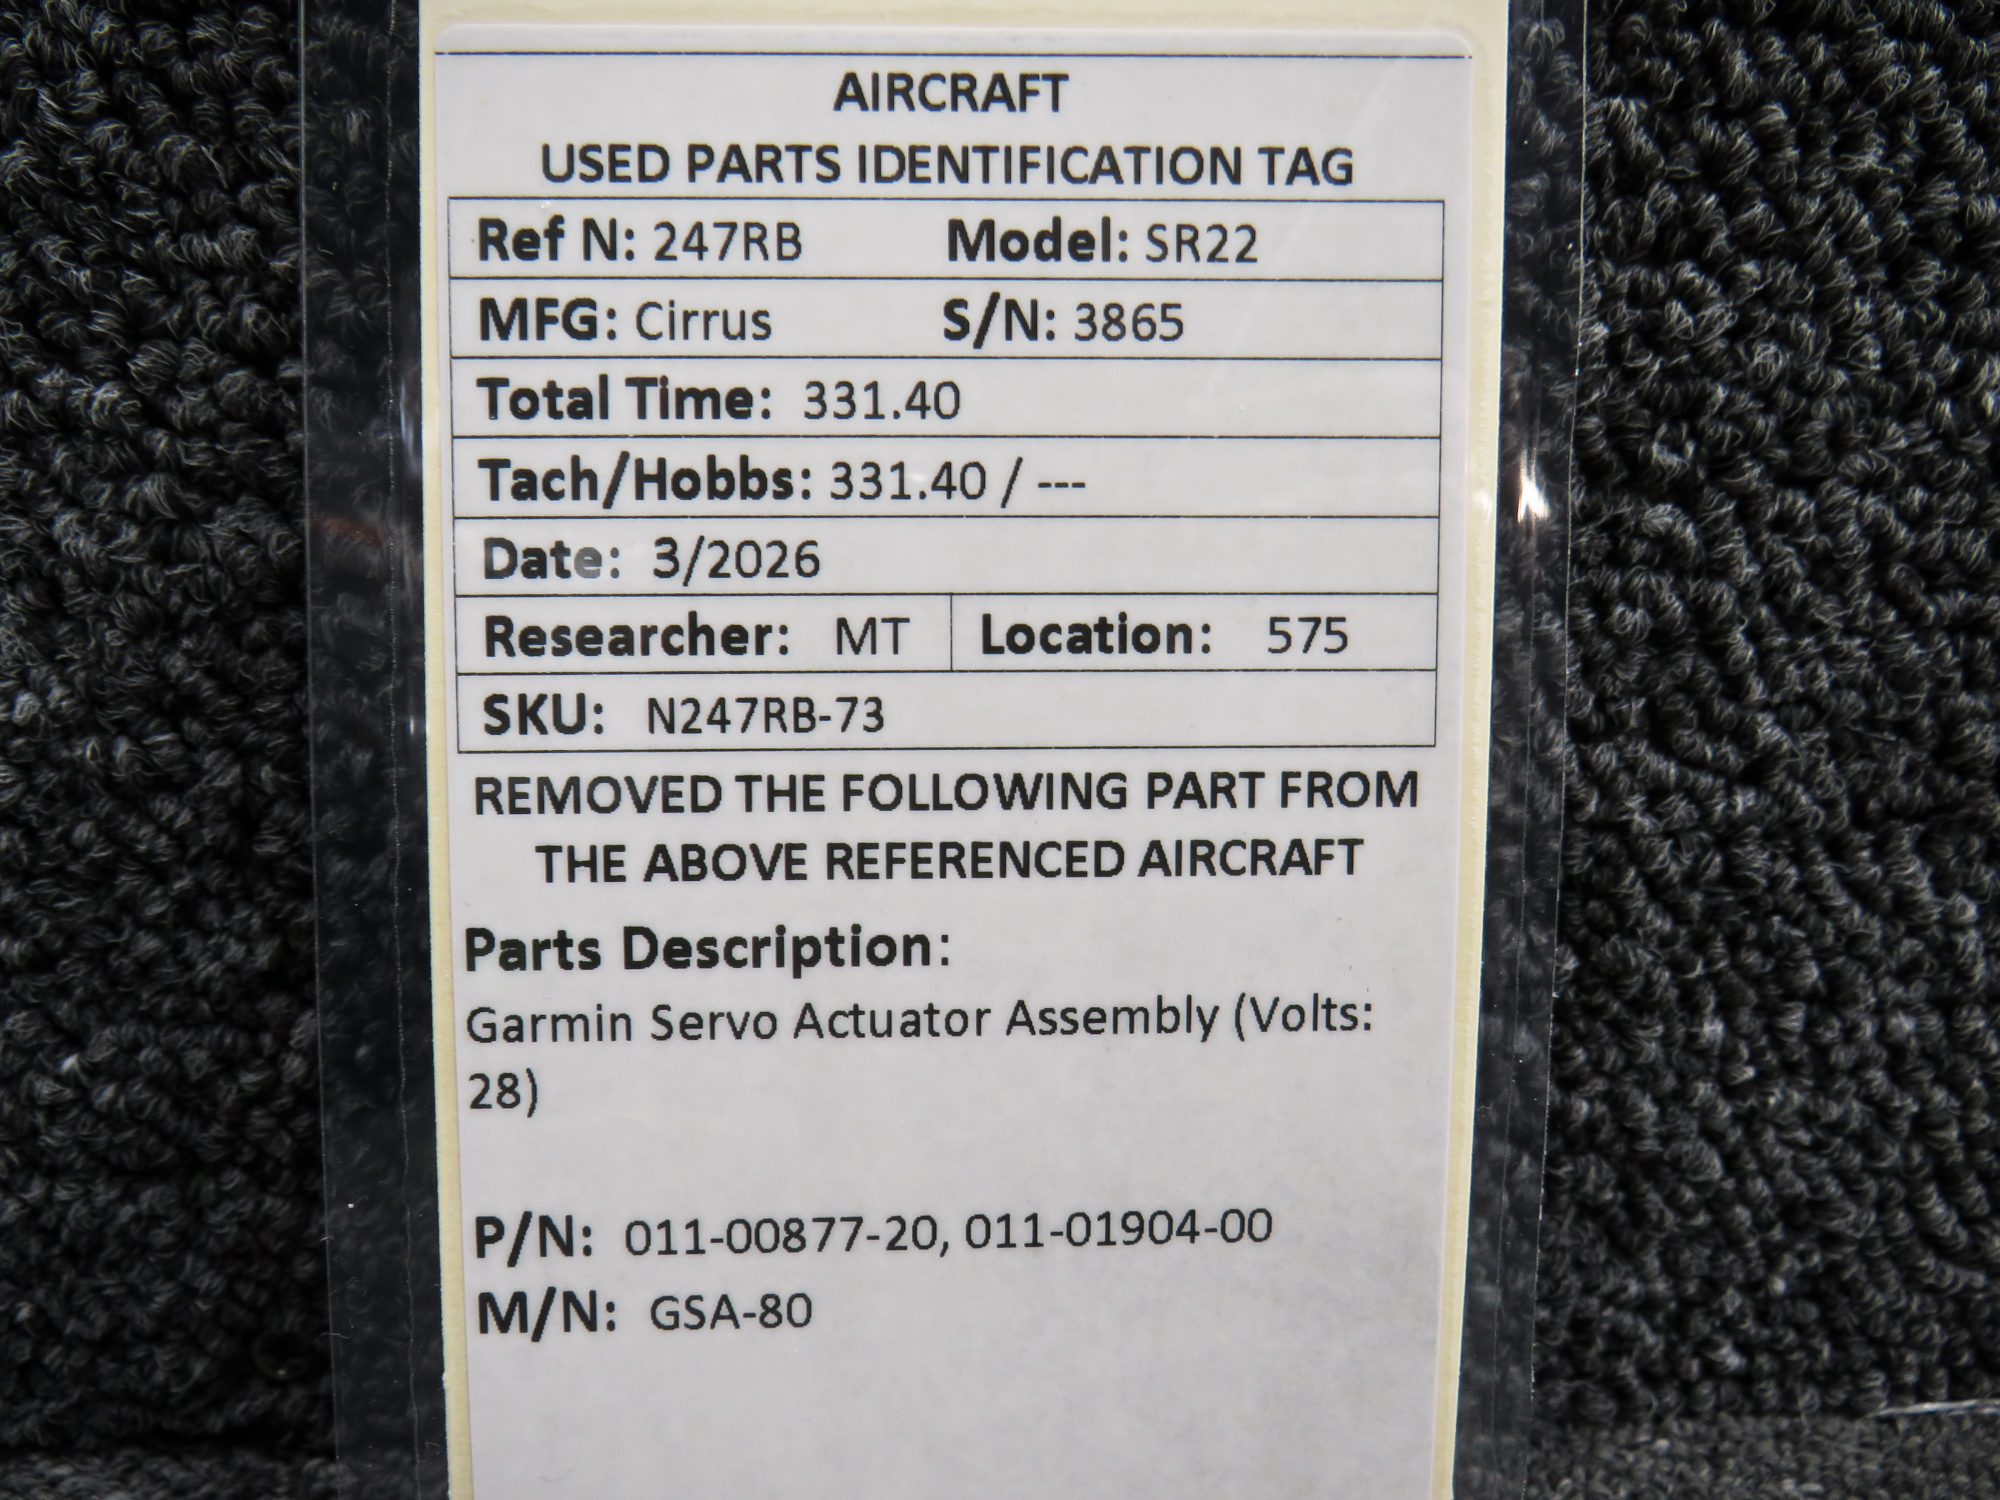 AIRCRAFT
USED PARTS IDENTIFICATION TAG
Ref N: 247RB Model: SR22
MFG: Cirrus S/N: 3865
Total Time: 331.40
Tach/Hobbs: 331.40 / ---
Date: 3/2026
Researcher: MT Location: 575
SKU: N247RB-73
REMOVED THE FOLLOWING PART FROM
THE ABOVE REFERENCED AIRCRAFT
Parts Description:
Garmin Servo Actuator Assembly (Volts:
28)
P/N: 011-00877-20, 011-01904-00
M/N: GSA-80